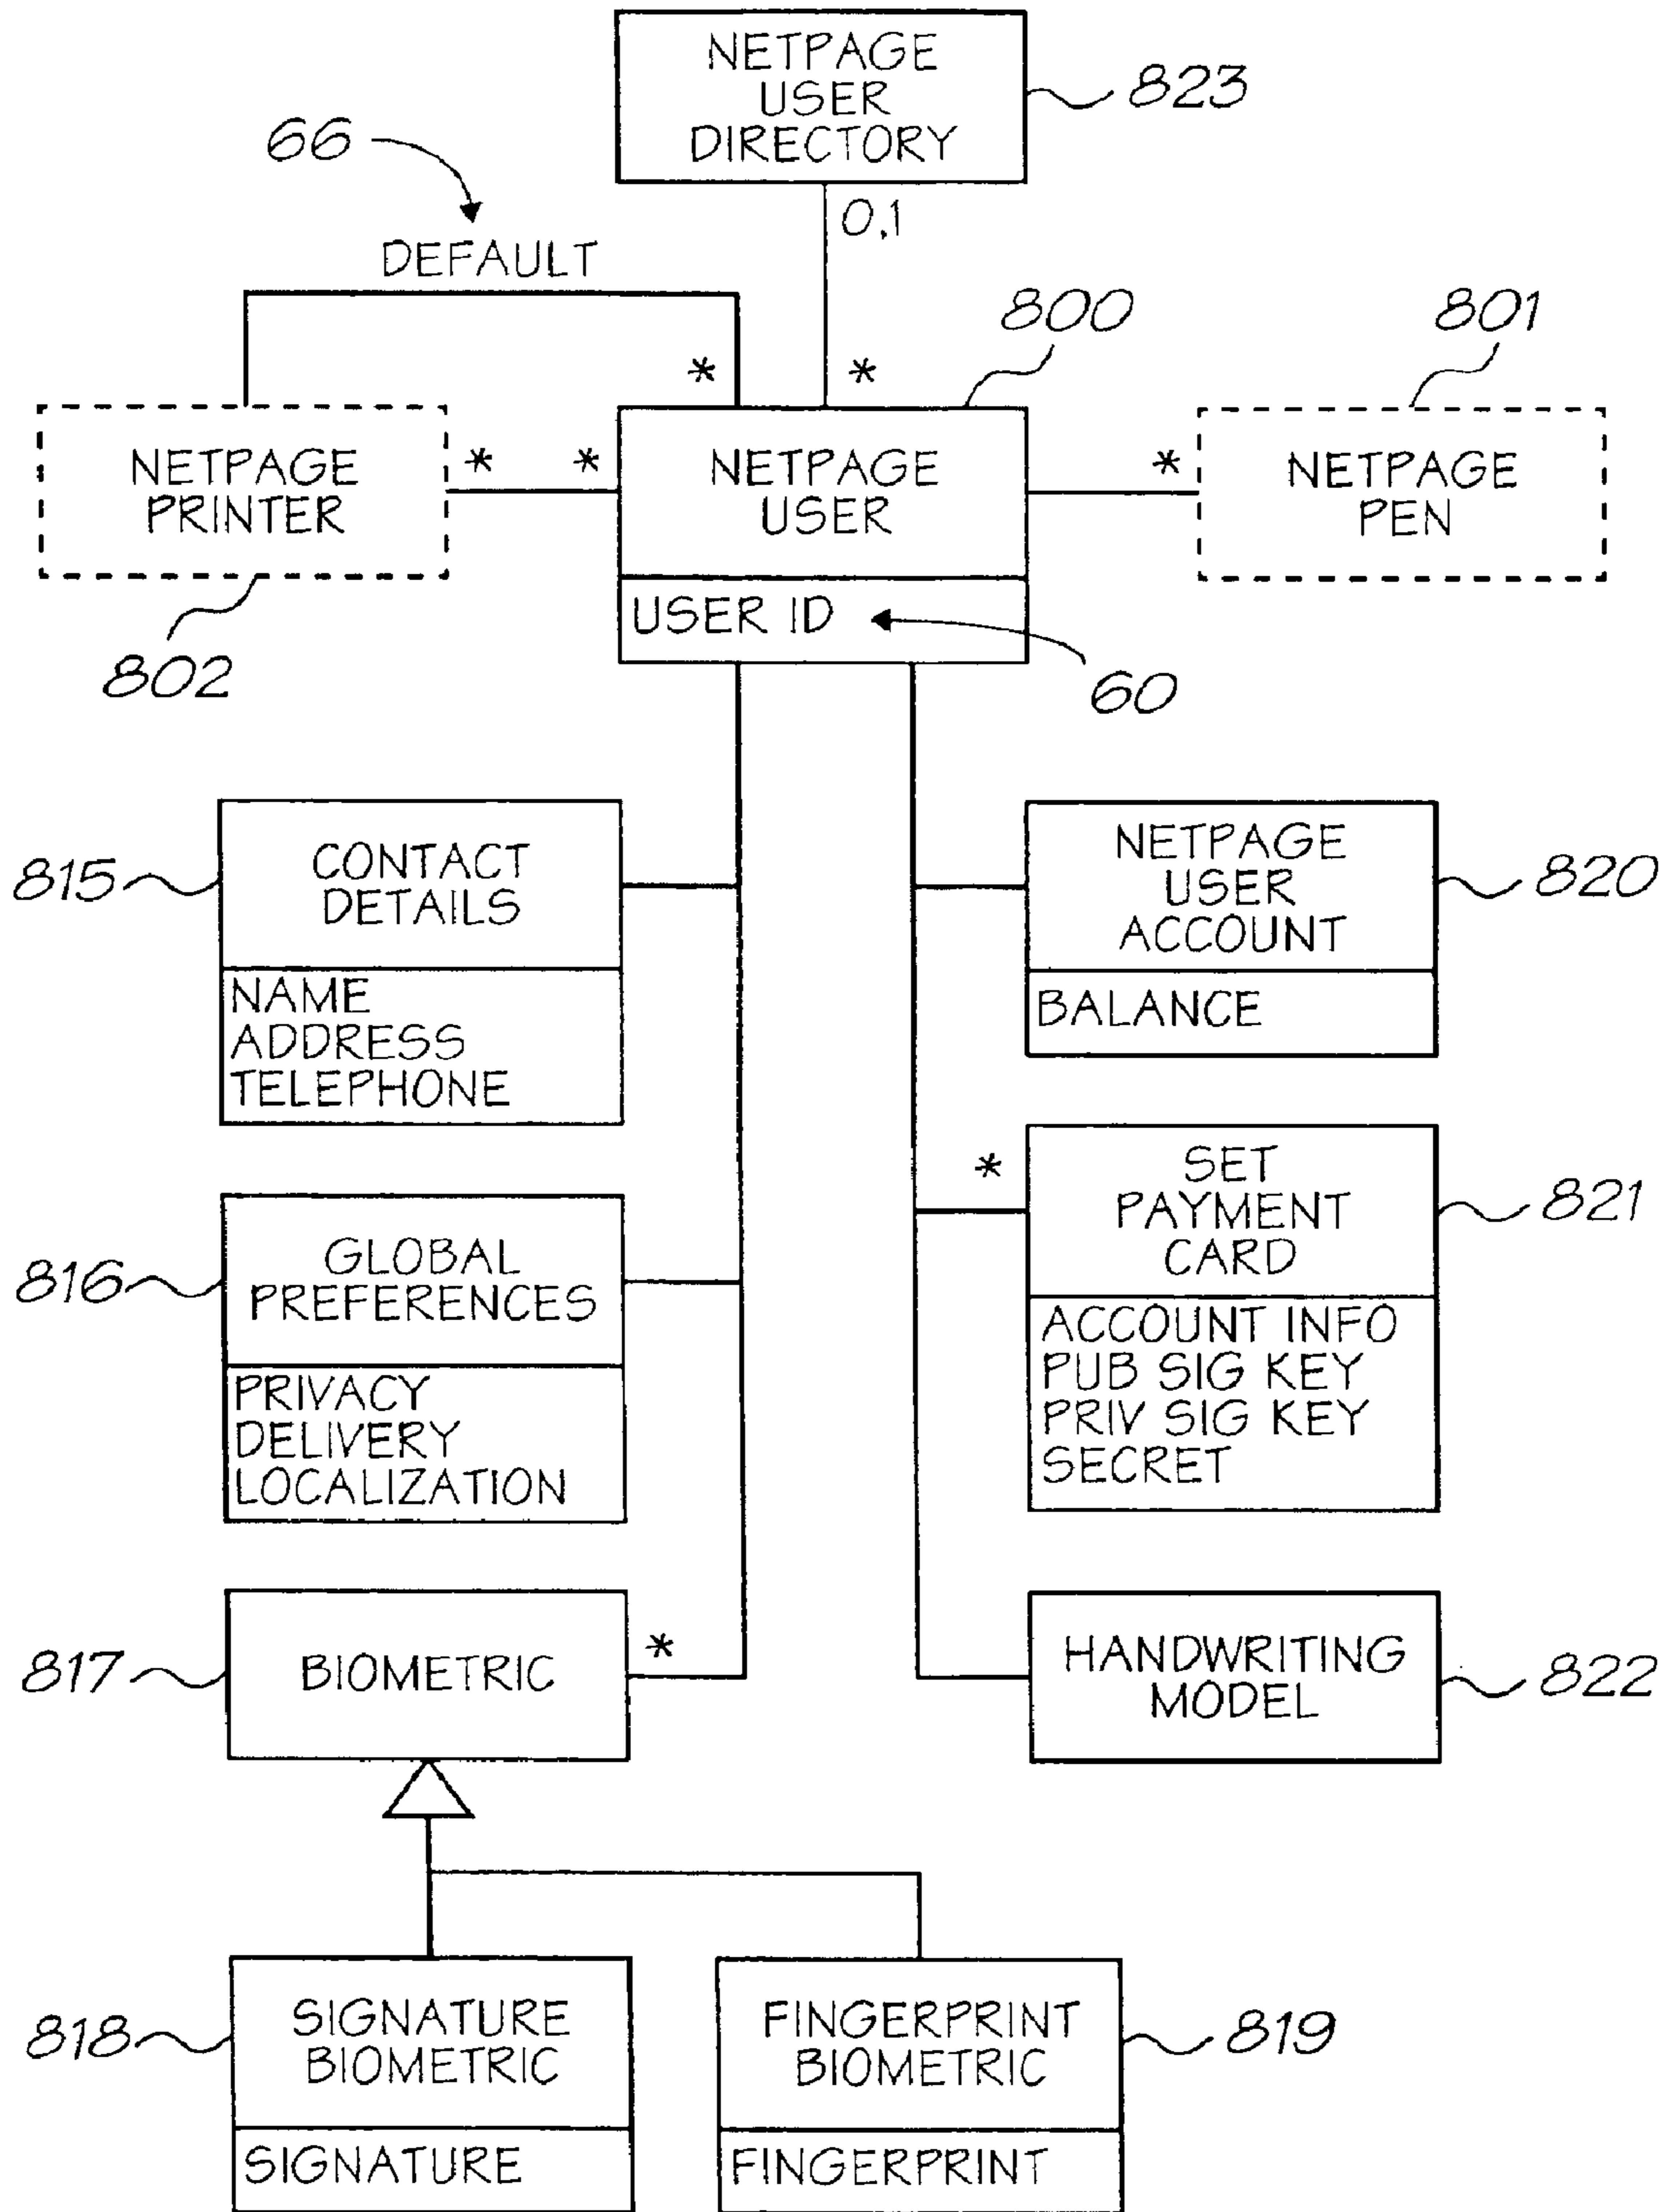 NETPAGE
USER
DIRECTORY
823
66
0,1
DEFAULT
800
801
*
*
NETPAGE
PRINTER
*
*
NETPAGE
USER
*
NETPAGE
PEN
802
USER ID
60
815
CONTACT
DETAILS
NAME
ADDRESS
TELEPHONE
NETPAGE
USER
ACCOUNT
820
BALANCE
816
GLOBAL
PREFERENCES
PRIVACY
DELIVERY
LOCALIZATION
*
SET
PAYMENT
CARD
821
ACCOUNT INFO
PUB SIG KEY
PRIV SIG KEY
SECRET
817
BIOMETRIC
*
HANDWRITING
MODEL
822
818
SIGNATURE
BIOMETRIC
SIGNATURE
FINGERPRINT
BIOMETRIC
819
FINGERPRINT